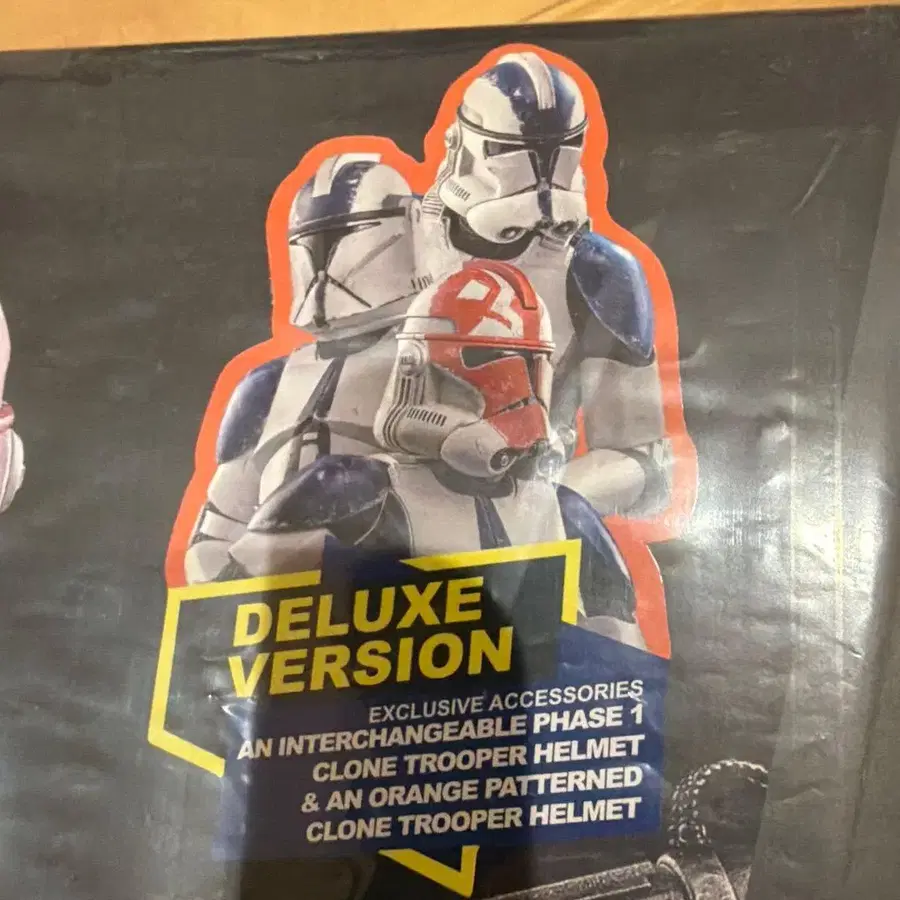 DELUXE
VERSION
EXCLUSIVE ACCESSORIES
AN INTERCHANGEABLE PHASE 1
CLONE TROOPER HELMET
& AN ORANGE PATTERNED
CLONE TROOPER HELMET